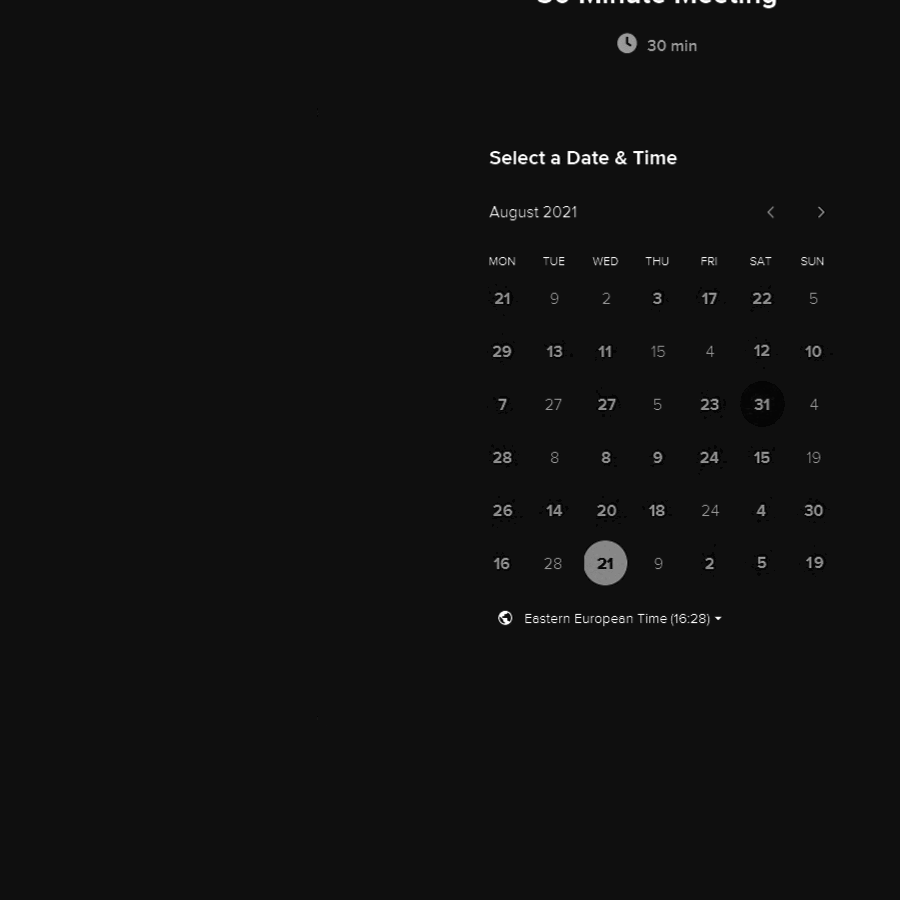 30 min
Select a Date & Time
August 2021
MON TUE WED THU FRI SAT SUN
21 9 2 3 17 22 5
29 13 11 15 4 12 10
7 27 27 5 23 31 4
28 8 8 9 24 15 19
26 14 20 18 24 4 30
16 28 21 9 2 5 19
Eastern European Time (16:28)